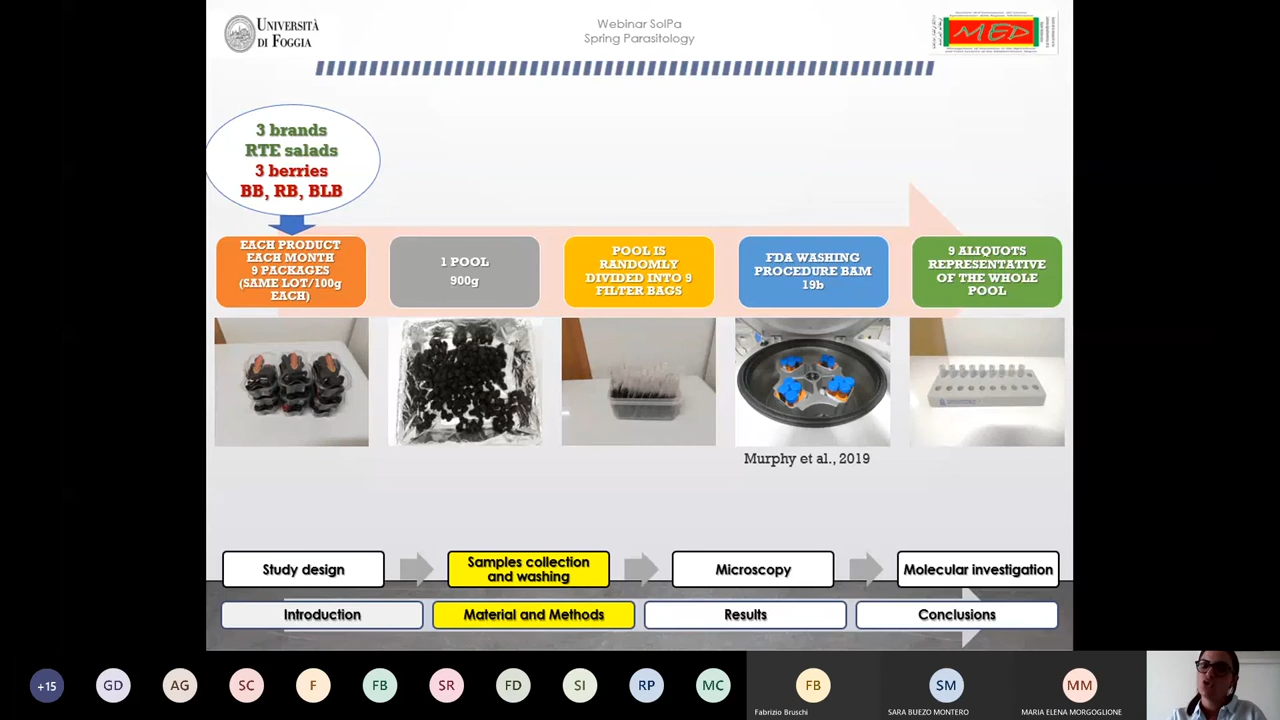 UNIVERSITÀ
DI FOGGIA
Webinar SoIPa
Spring Parasitology
MED
3 brands
RTE salads
3 berries
BB, RB, BLB
EACH PRODUCT
EACH MONTH
9 PACKAGES
(SAME LOT/100g
EACH)
1 POOL
900g
POOL IS
RANDOMLY
DIVIDED INTO 9
FILTER BAGS
FDA WASHING
PROCEDURE BAM
19b
9 ALIQUOTS
REPRESENTATIVE
OF THE WHOLE
POOL
Murphy et al., 2019
Study design
Samples collection
and washing
Microscopy
Molecular investigation
Introduction
Material and Methods
Results
Conclusions
+15
GD
AG
SC
F
FB
SR
FD
SI
RP
MC
FB
Fabrizio Bruschi
SM
SARA BUEZO MONTERO
MM
MARIA ELENA MORGOGLIONE